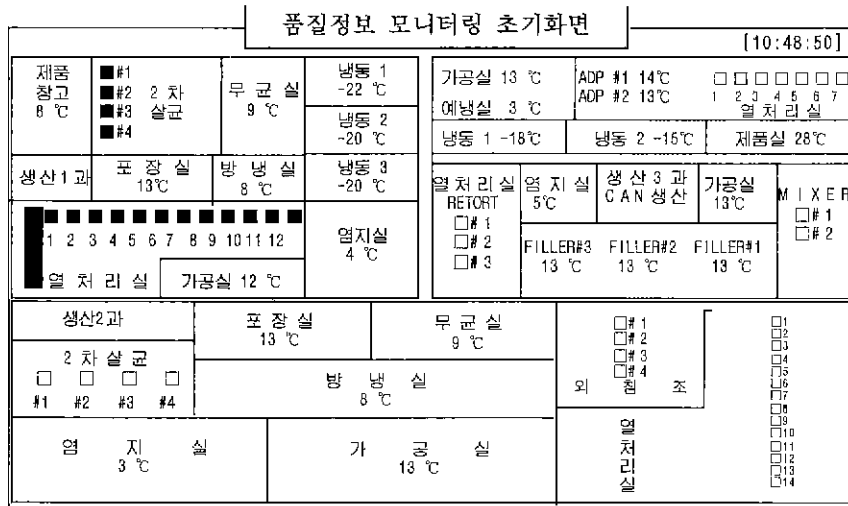 품질정보 모니터링 초기화면
[10:48:50]
제품
창고
8 ℃
■#1
■#2 2 차
■#3 살균
■#4
무 균 실
9 ℃
냉동 1
-22 ℃
냉동 2
-20 ℃
냉동 3
-20 ℃
생산1과
포 장 실
13℃
방 냉 실
8 ℃
염지실
4 ℃
1 2 3 4 5 6 7 8 9 10 11 12
열 처 리 실
가공실 12 ℃
가공실 13 ℃
예냉실 3 ℃
ADP #1 14℃
ADP #2 13℃
□ □ □ □ □ □ □
1 2 3 4 5 6 7
열 처 리 실
냉동 1 -18℃
냉동 2 -15℃
제품실 28℃
열 처 리 실
RETORT
□# 1
□# 2
□# 3
염 지 실
5℃
생 산 3 과
CAN 생산
가공실
13℃
FILLER#3 FILLER#2 FILLER#1
13 ℃ 13 ℃ 13 ℃
M I X E R
□# 1
□# 2
생산2과
포 장 실
13 ℃
무 균 실
9 ℃
2 차 살 균
□ □ □ □
#1 #2 #3 #4
방 냉 실
8 ℃
염 지 실
3 ℃
가 공 실
13 ℃
□# 1
□# 2
□# 3
□# 4
외 침 조
열
처
리
실
□1
□2
□3
□4
□5
□6
□7
□8
□9
□10
□11
□12
□13
□14